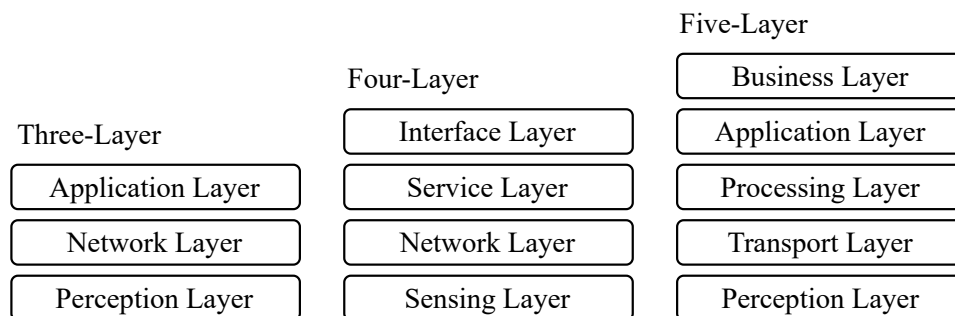 Three-Layer
Application Layer
Network Layer
Perception Layer
Four-Layer
Interface Layer
Service Layer
Network Layer
Sensing Layer
Five-Layer
Business Layer
Application Layer
Processing Layer
Transport Layer
Perception Layer